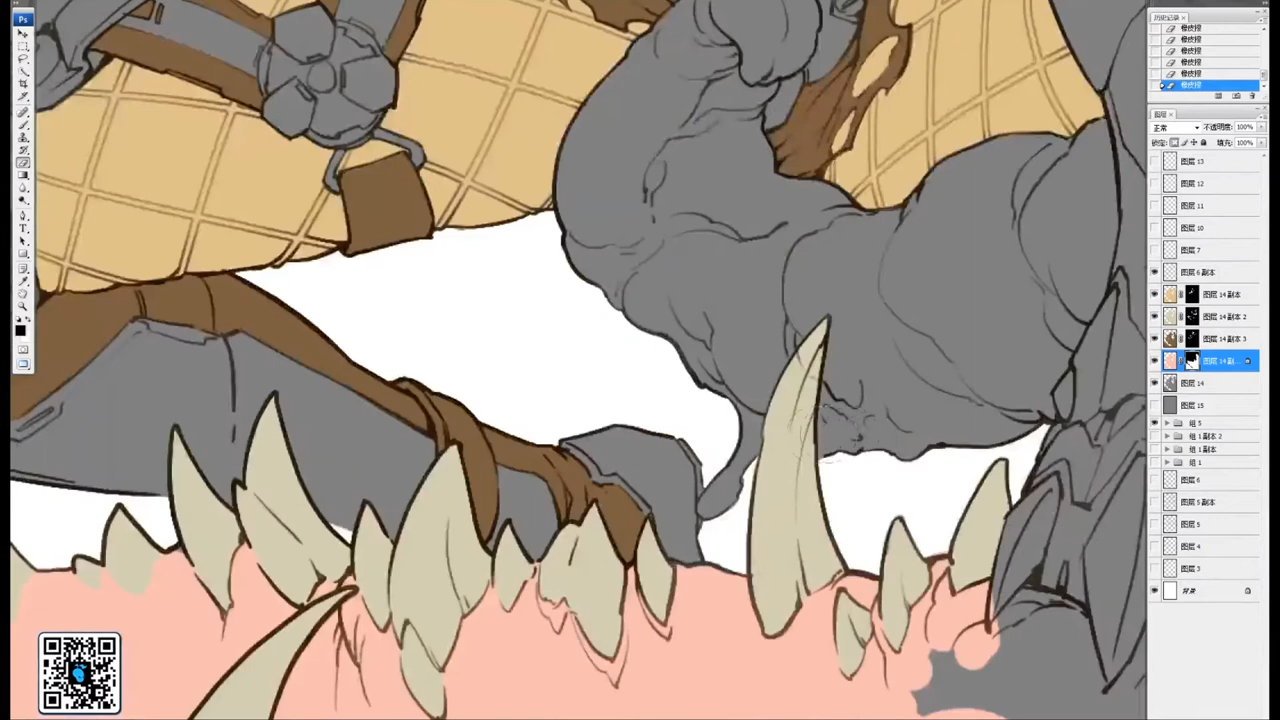 Ps
历史记录
橡皮擦
橡皮擦
橡皮擦
橡皮擦
橡皮擦
橡皮擦
图层
正常 不透明度: 100%
锁定: 填充: 100%
图层 13
图层 12
图层 11
图层 10
图层 7
图层 6 副本
图层 14 副本
图层 14 副本 2
图层 14 副本 3
图层 14 副...
图层 14
图层 15
组 5
组 1 副本 2
组 1 副本
组 1
图层 6
图层 5 副本
图层 5
图层 4
图层 3
背景
T